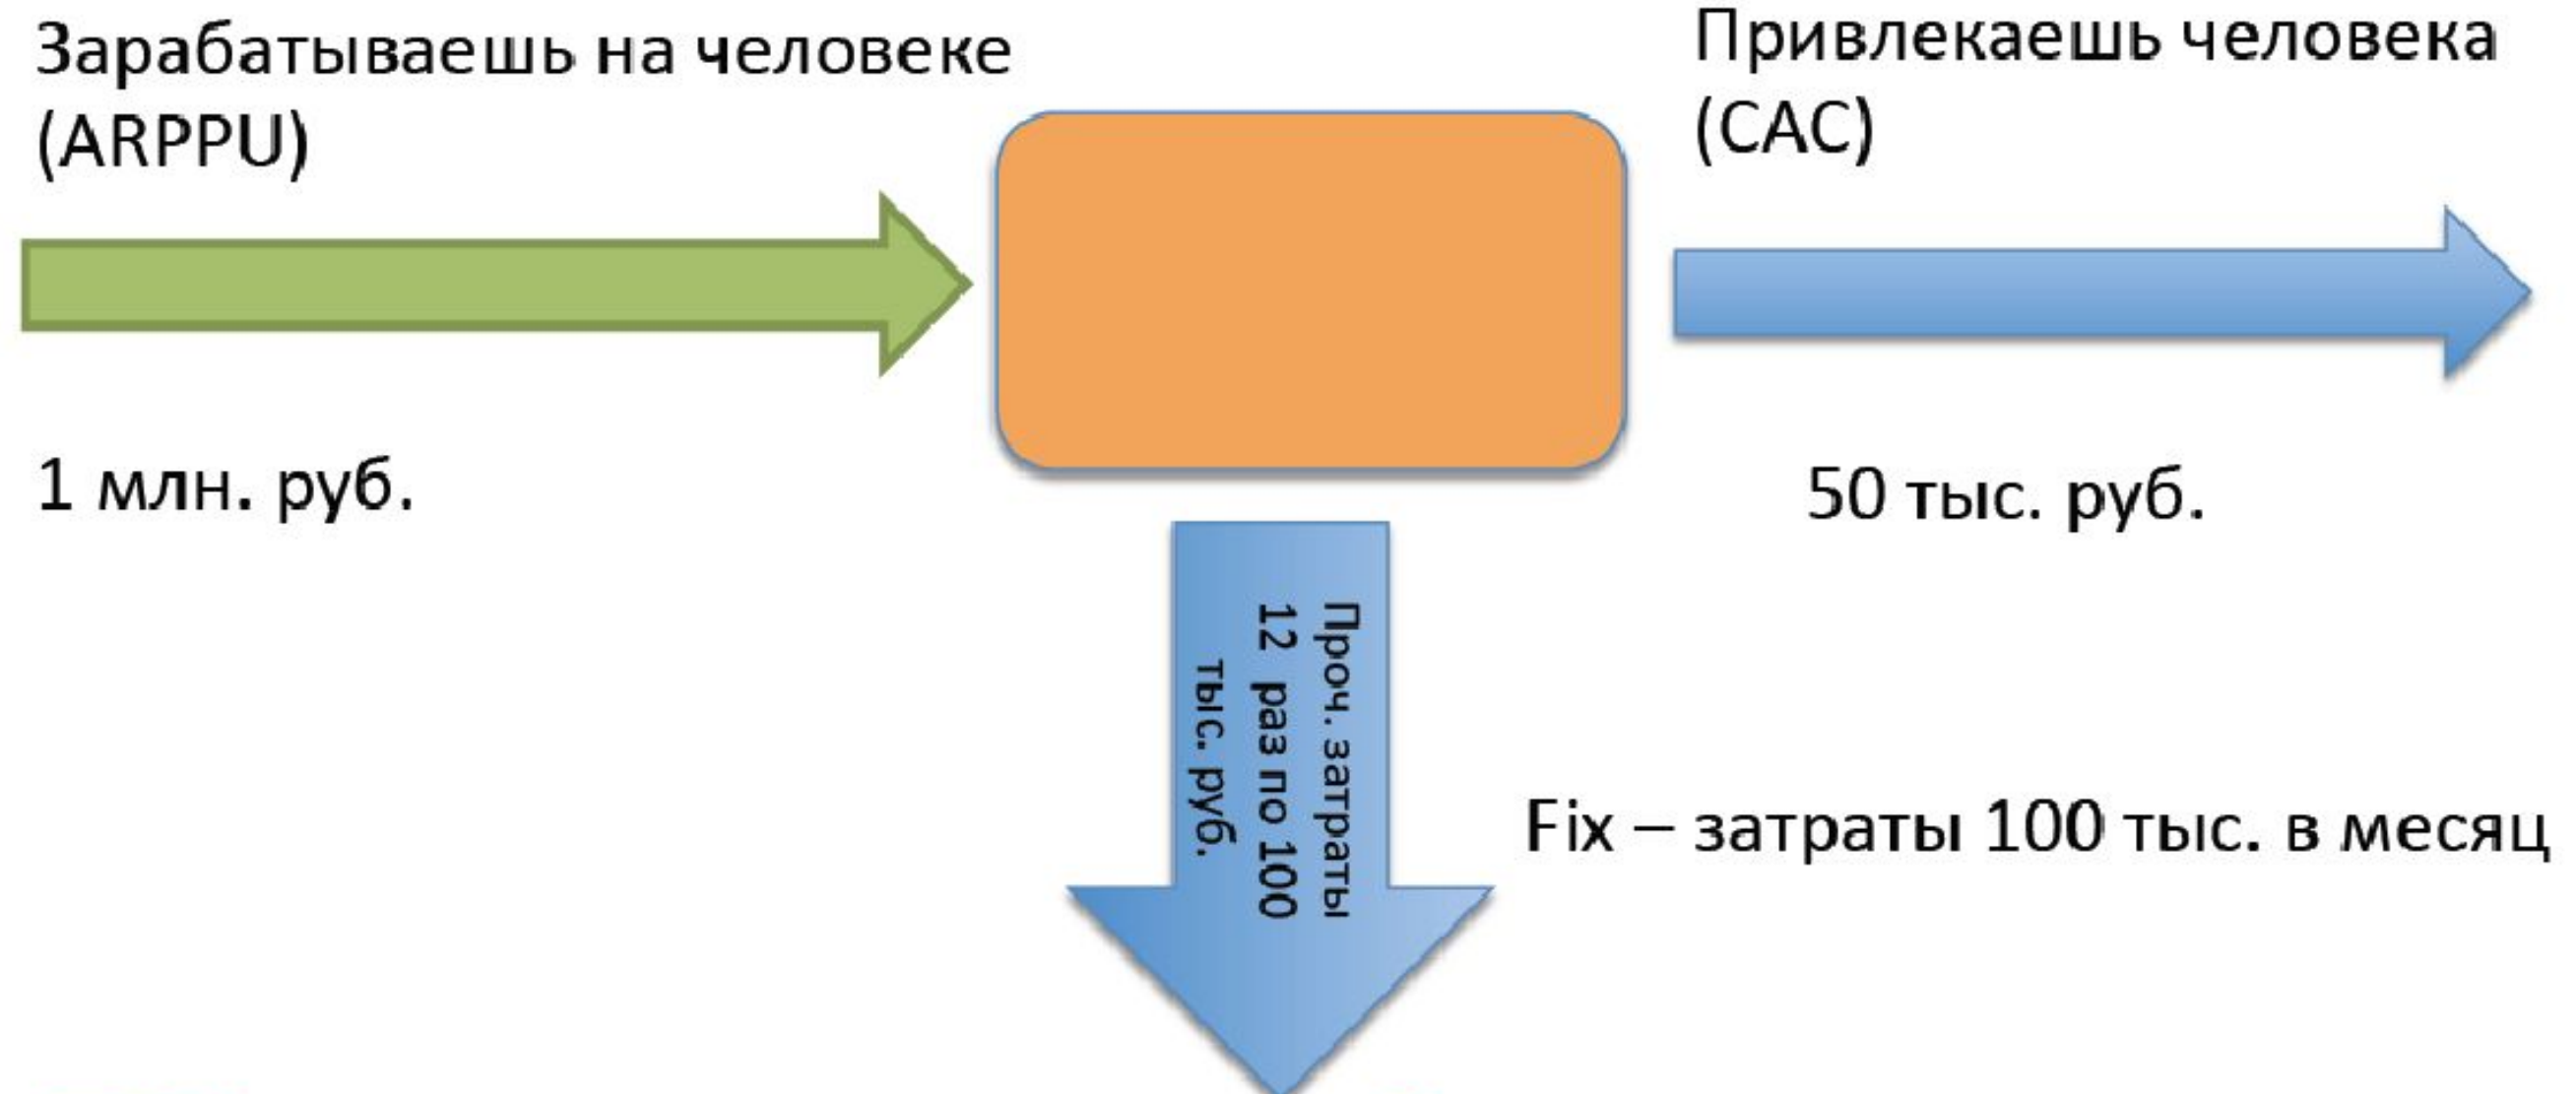 Зарабатываешь на человеке
(ARPPU)
Привлекаешь человека
(CAC)
1 млн. руб.
50 тыс. руб.
Проч. затраты
12 раз по 100
тыс. руб.
Fix – затраты 100 тыс. в месяц